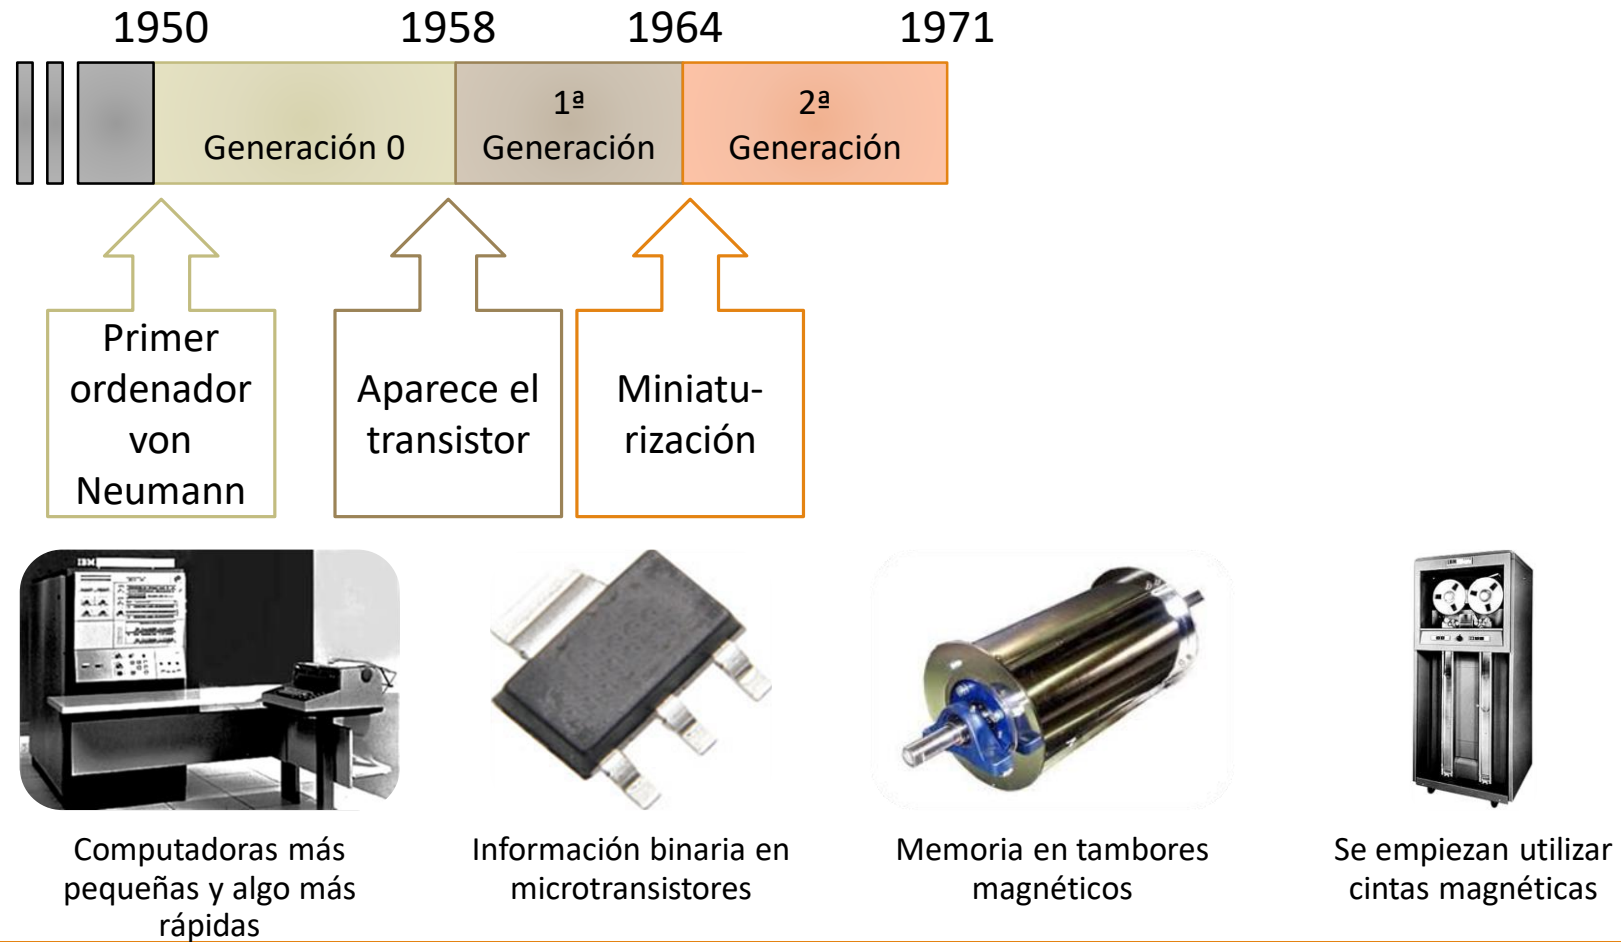 1950
1958
1964
1971
Generación 0
1ª
Generación
2ª
Generación
Primer
ordenador
von
Neumann
Aparece el
transistor
Miniatu-
rización
IBM
Computadoras más
pequeñas y algo más
rápidas
Información binaria en
microtransistores
Memoria en tambores
magnéticos
Se empiezan utilizar
cintas magnéticas